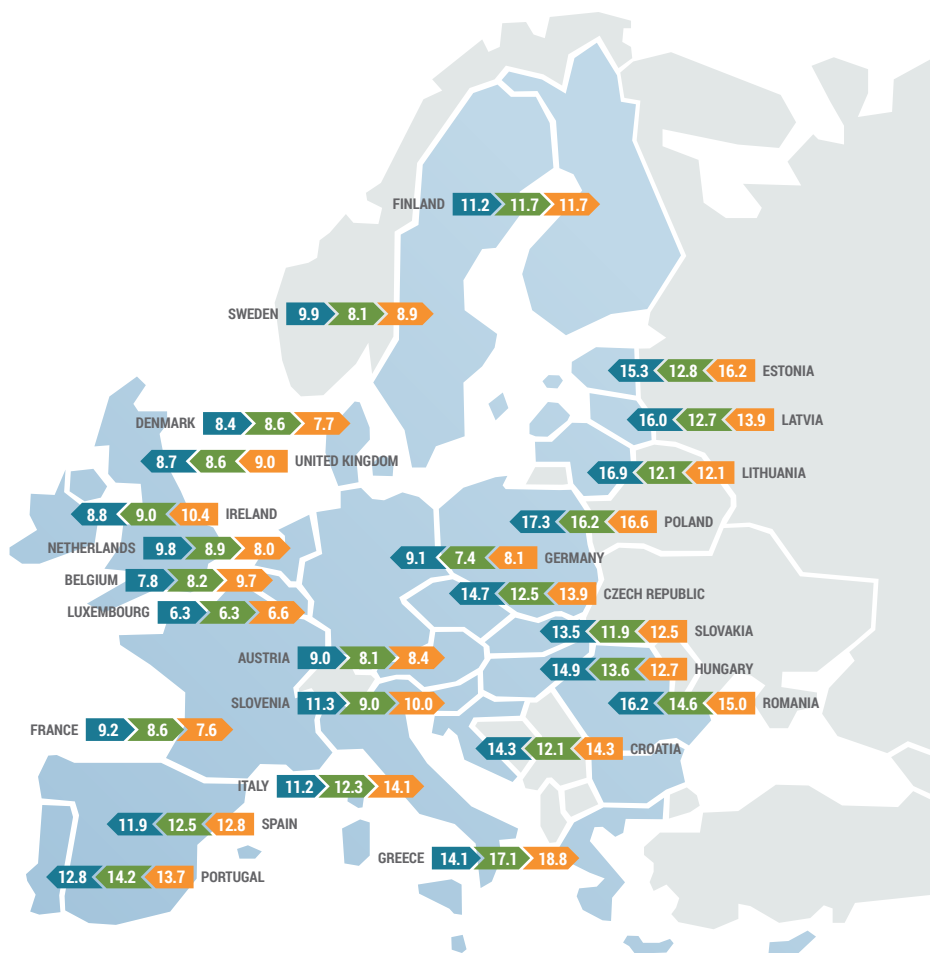 FINLAND 11.2 11.7 11.7
SWEDEN 9.9 8.1 8.9
15.3 12.8 16.2 ESTONIA
DENMARK 8.4 8.6 7.7
16.0 12.7 13.9 LATVIA
8.7 8.6 9.0 UNITED KINGDOM
16.9 12.1 12.1 LITHUANIA
8.8 9.0 10.4 IRELAND
17.3 16.2 16.6 POLAND
NETHERLANDS 9.8 8.9 8.0
9.1 7.4 8.1 GERMANY
BELGIUM 7.8 8.2 9.7
14.7 12.5 13.9 CZECH REPUBLIC
LUXEMBOURG 6.3 6.3 6.6
13.5 11.9 12.5 SLOVAKIA
AUSTRIA 9.0 8.1 8.4
14.9 13.6 12.7 HUNGARY
SLOVENIA 11.3 9.0 10.0
16.2 14.6 15.0 ROMANIA
FRANCE 9.2 8.6 7.6
14.3 12.1 14.3 CROATIA
ITALY 11.2 12.3 14.1
11.9 12.5 12.8 SPAIN
GREECE 14.1 17.1 18.8
12.8 14.2 13.7 PORTUGAL